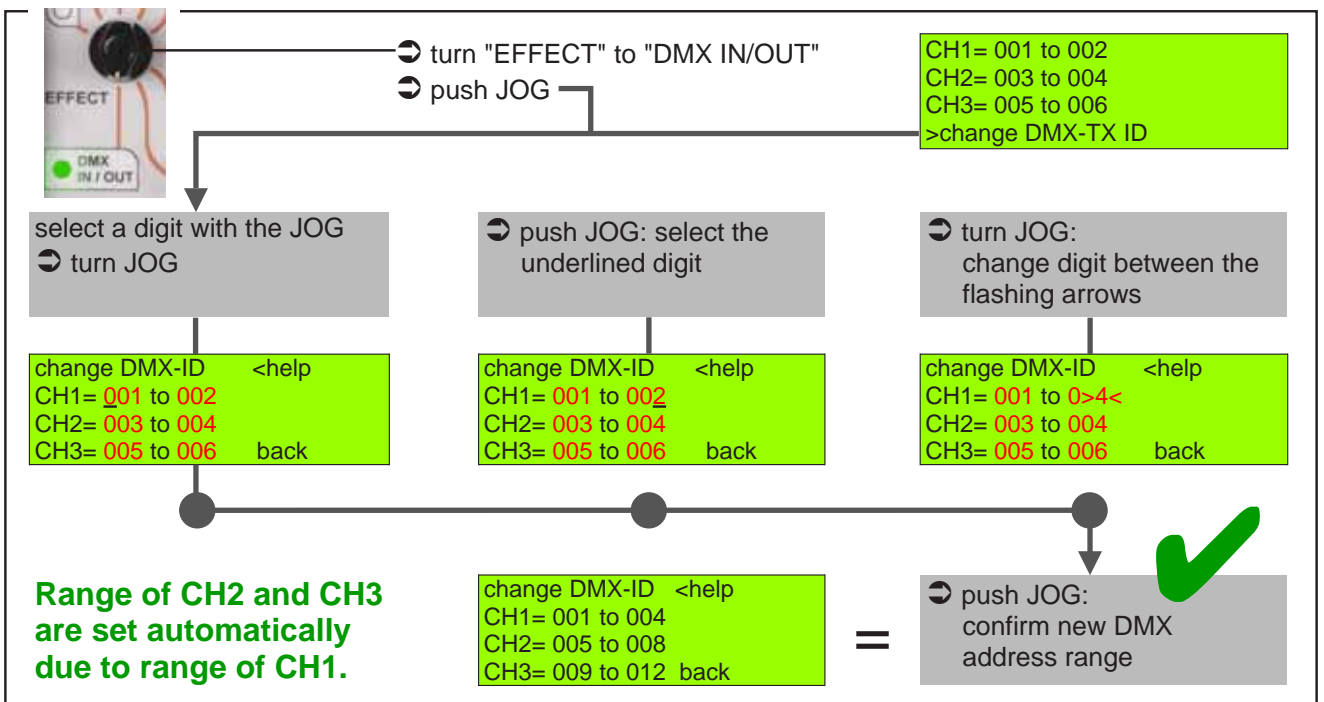 EFFECT
DMX
IN / OUT
➲ turn "EFFECT" to "DMX IN/OUT"
➲ push JOG
CH1= 001 to 002
CH2= 003 to 004
CH3= 005 to 006
>change DMX-TX ID
select a digit with the JOG
➲ turn JOG
➲ push JOG: select the
underlined digit
➲ turn JOG:
change digit between the
flashing arrows
change DMX-ID <help
CH1= 001 to 002
CH2= 003 to 004
CH3= 005 to 006 back
change DMX-ID <help
CH1= 001 to 002
CH2= 003 to 004
CH3= 005 to 006 back
change DMX-ID <help
CH1= 001 to 0>4<
CH2= 003 to 004
CH3= 005 to 006 back
Range of CH2 and CH3
are set automatically
due to range of CH1.
change DMX-ID <help
CH1= 001 to 004
CH2= 005 to 008
CH3= 009 to 012 back
=
➲ push JOG:
confirm new DMX
address range